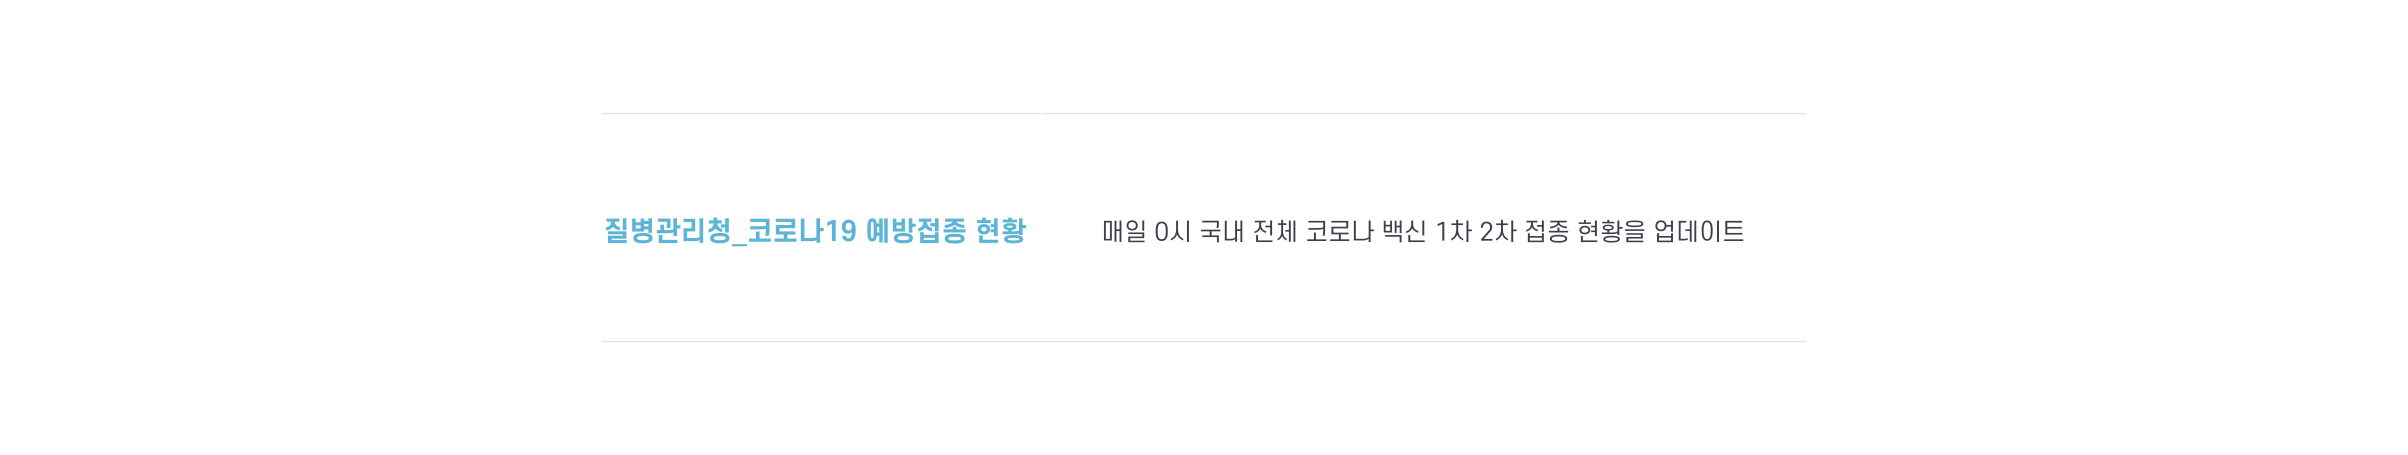 질병관리청_코로나19 예방접종 현황
매일 0시 국내 전체 코로나 백신 1차 2차 접종 현황을 업데이트